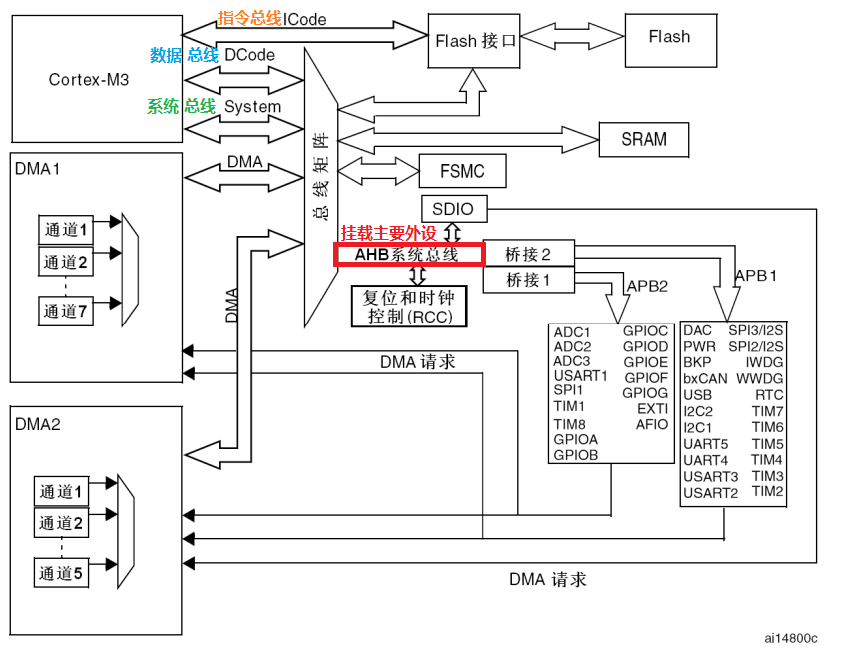 指令总线ICode
数据 总线 DCode
系统 总线 System
Cortex-M3
Flash 接口
Flash
总线矩阵
SRAM
FSMC
SDIO
挂载主要外设
AHB系统总线
桥接2
桥接1
复位和时钟
控制(RCC)
APB2
APB1
DMA
DMA1
通道1
通道2
通道7
DMA
DMA 请求
ADC1 GPIOC
ADC2 GPIOD
ADC3 GPIOE
USART1 GPIOF
SPI1 GPIOG
TIM1 EXTI
TIM8 AFIO
GPIOA
GPIOB
DAC SPI3/I2S
PWR SPI2/I2S
BKP IWDG
bxCAN WWDG
USB RTC
I2C2 TIM7
I2C1 TIM6
UART5 TIM5
UART4 TIM4
USART3 TIM3
USART2 TIM2
DMA2
通道1
通道2
通道5
DMA 请求
ai14800c